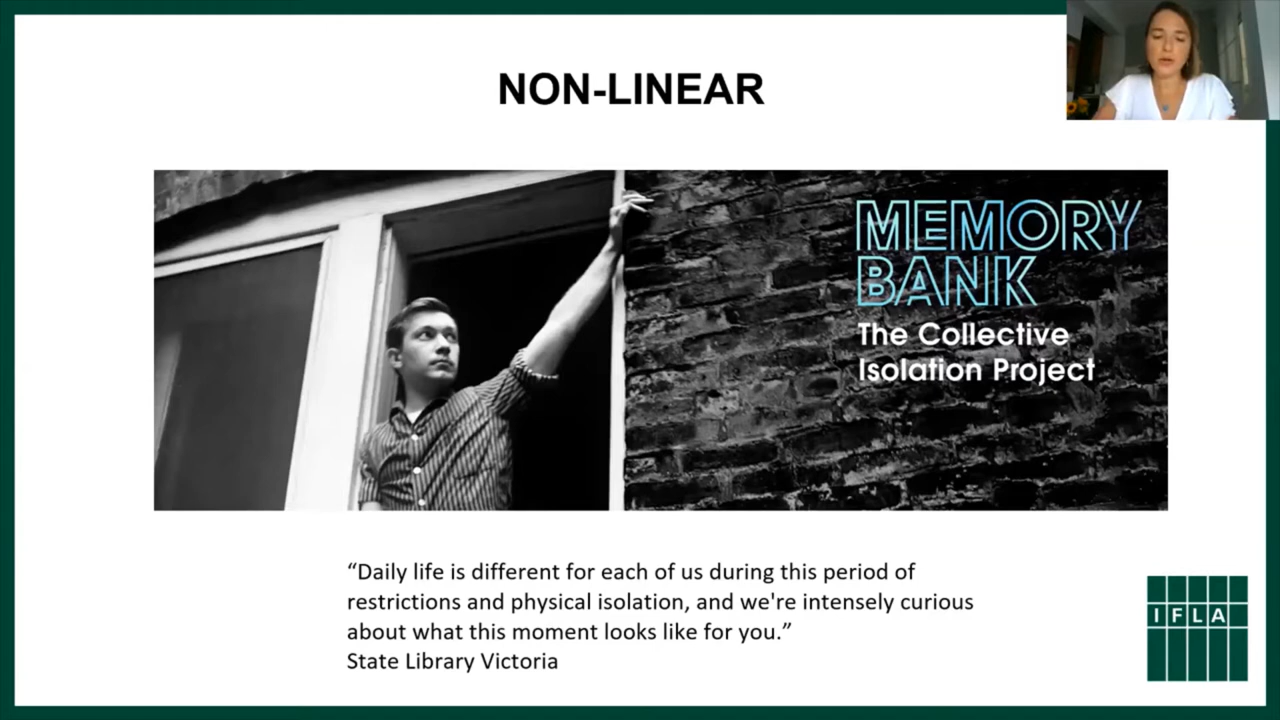 NON-LINEAR
MEMORY
BANK
The Collective
Isolation Project
“Daily life is different for each of us during this period of
restrictions and physical isolation, and we're intensely curious
about what this moment looks like for you.”
State Library Victoria
IFLA